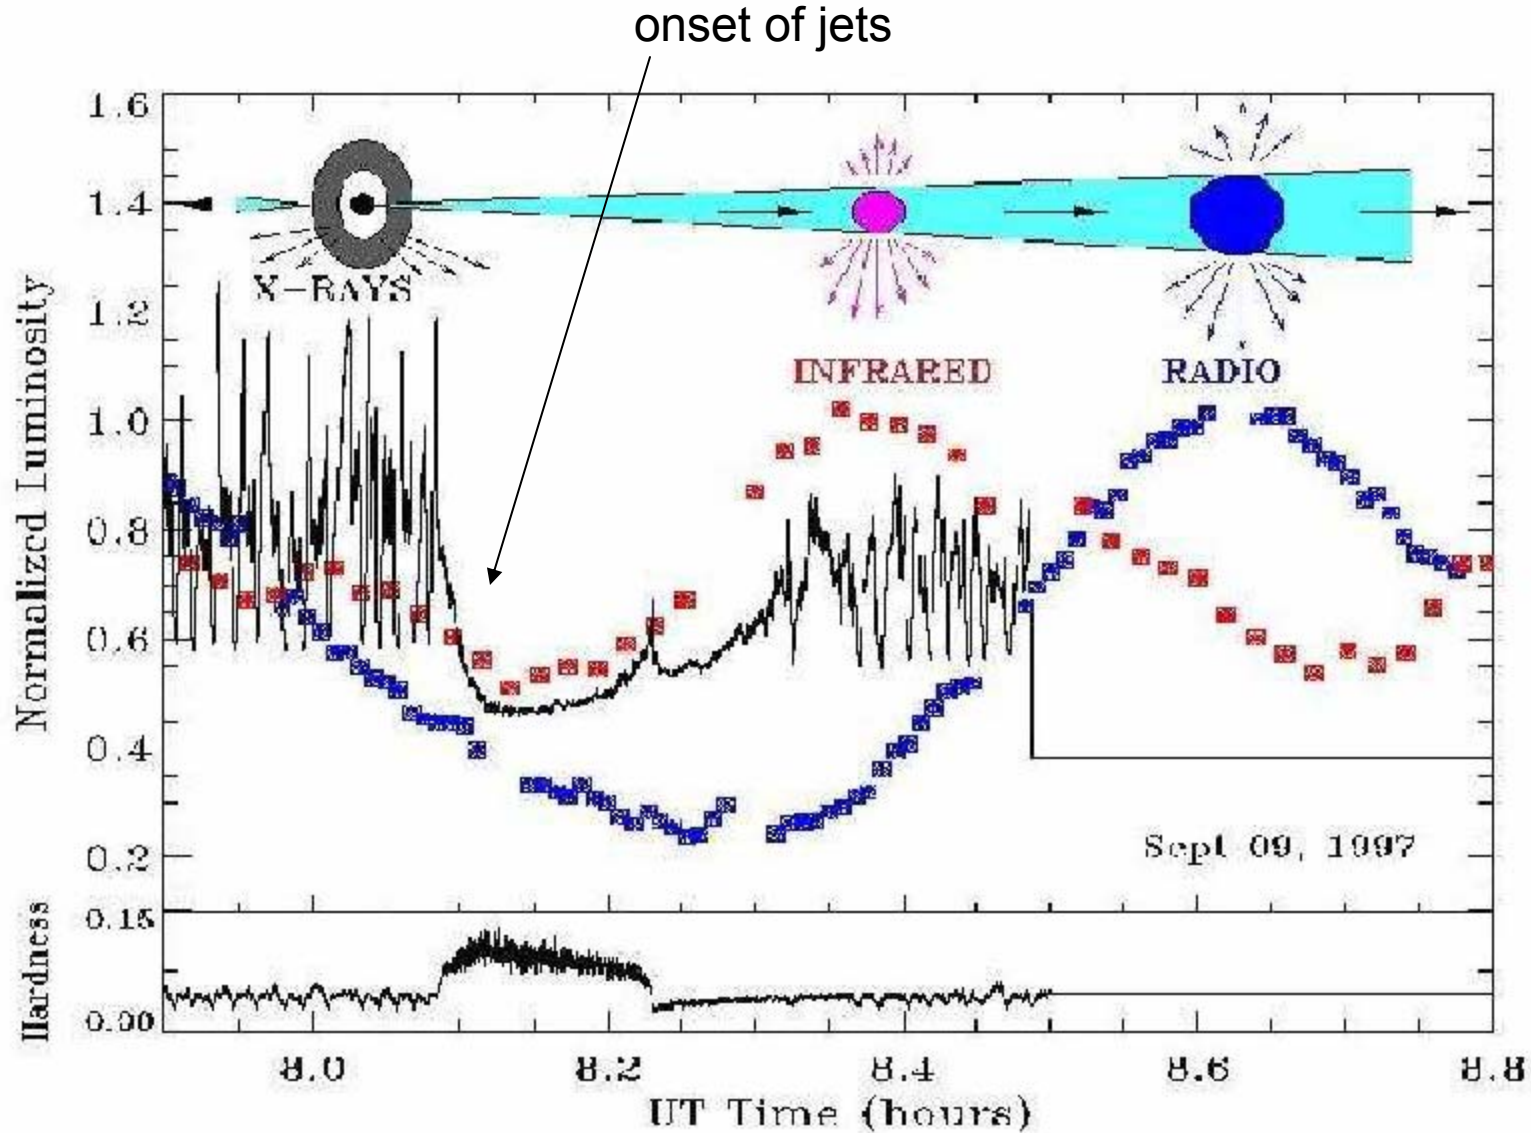 onset of jets
1.6
1.4
1.2
1.0
0.8
0.6
0.4
0.2
0.15
0.00
Normalized Luminosity
Hardness
X-RAYS
INFRARED
RADIO
Sept 09, 1997
8.0 8.2 8.4 8.6 8.8
UT Time (hours)